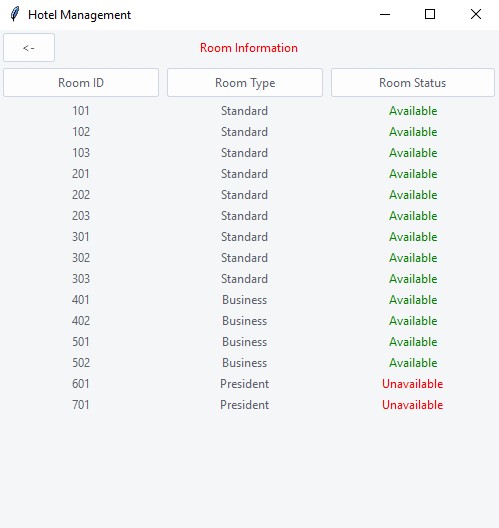 Hotel Management
<- Room Information
Room ID Room Type Room Status
101 Standard Available
102 Standard Available
103 Standard Available
201 Standard Available
202 Standard Available
203 Standard Available
301 Standard Available
302 Standard Available
303 Standard Available
401 Business Available
402 Business Available
501 Business Available
502 Business Available
601 President Unavailable
701 President Unavailable